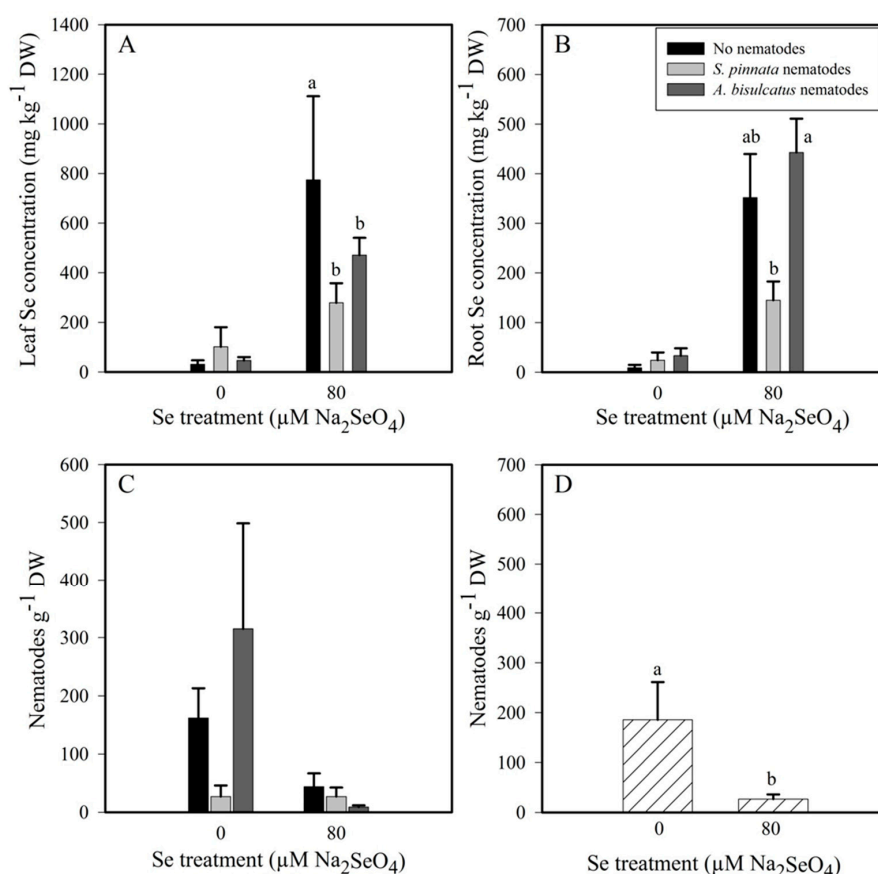 A
Leaf Se concentration (mg kg⁻¹ DW)
1400
1200
1000
800
600
400
200
0
a
b
b
0
80
Se treatment (µM Na₂SeO₄)
B
Root Se concentration (mg kg⁻¹ DW)
700
600
500
400
300
200
100
0
No nematodes
S. pinnata nematodes
A. bisulcatus nematodes
ab
a
b
0
80
Se treatment (µM Na₂SeO₄)
C
Nematodes g⁻¹ DW
600
500
400
300
200
100
0
0
80
Se treatment (µM Na₂SeO₄)
D
Nematodes g⁻¹ DW
700
600
500
400
300
200
100
0
a
b
0
80
Se treatment (µM Na₂SeO₄)